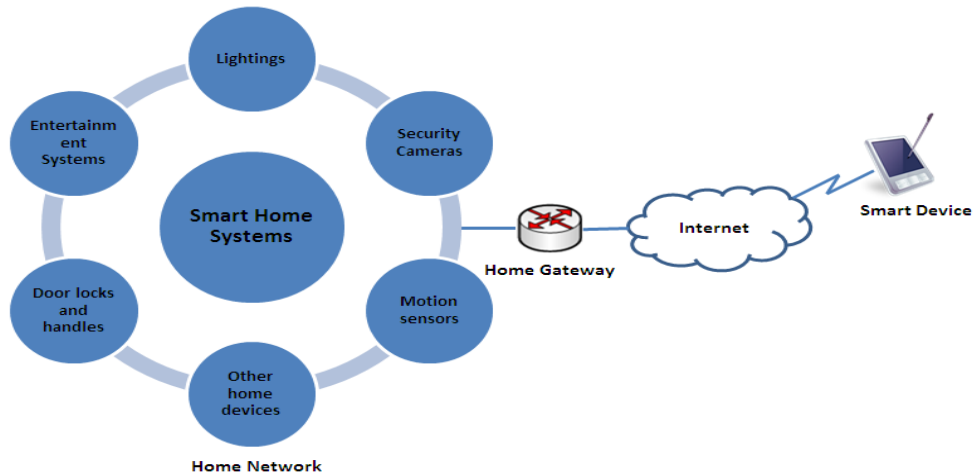 Lightings
Entertainm
ent
Systems
Security
Cameras
Smart Home
Systems
Internet
Smart Device
Home Gateway
Door locks
and
handles
Motion
sensors
Other
home
devices
Home Network